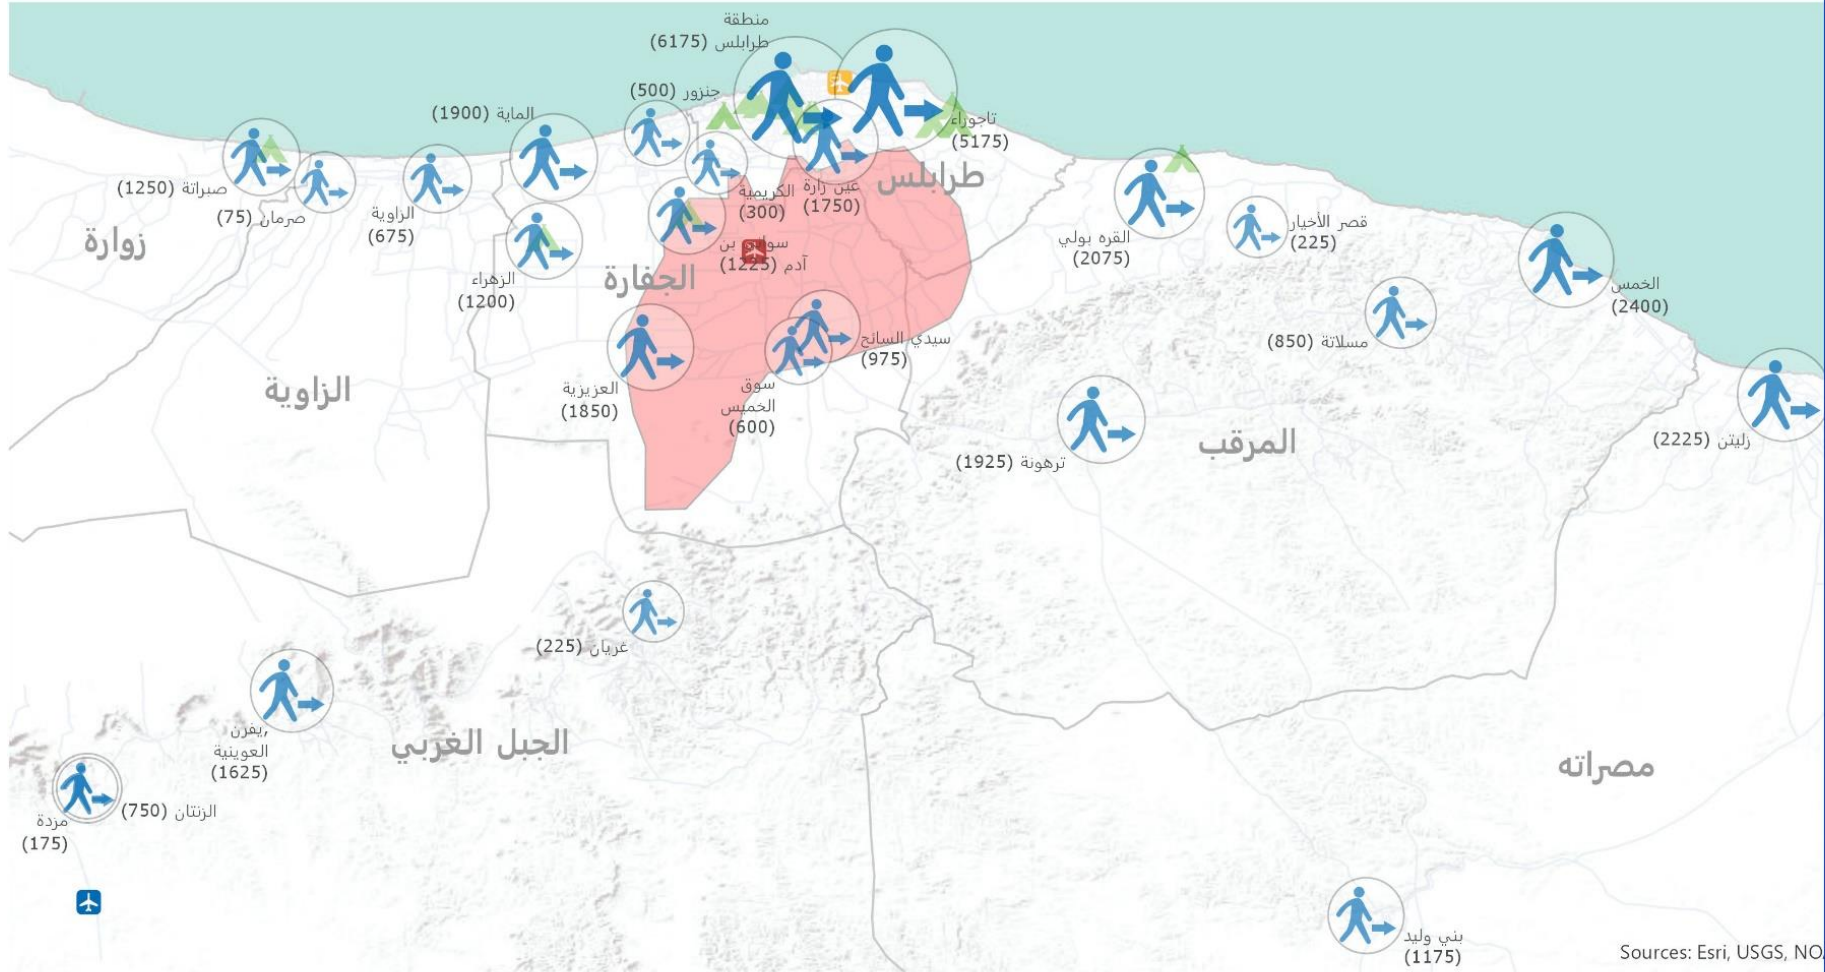 منطقة
طرابلس (6175)
جنزور (500)
الماية (1900)
تاجوراء
(5175)
صبراتة (1250)
صرمان (75)
الزاوية
(675)
زوارة
الكريمية
(300)
عين زارة
(1750)
طرابلس
سواني بن
آدم (1225)
الجفارة
الزهراء
(1200)
القره بولي
(2075)
قصر الأخيار
(225)
الخمس
(2400)
مسلاتة (850)
سيدي السائح
(975)
العزيزية
(1850)
سوق
الخميس
(600)
الزاوية
ترهونة (1925)
المرقب
زليتن (2225)
غريان (225)
يفرن,
العوينية
(1625)
الجبل الغربي
الزنتان (750)
مزدة
(175)
مصراته
بني وليد
(1175)
Sources: Esri, USGS, NO